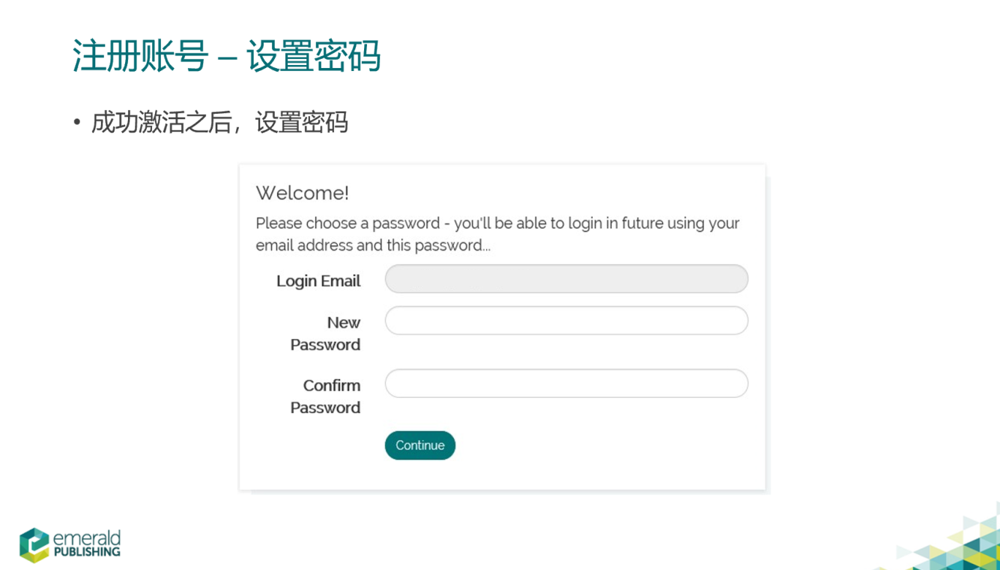 注册账号 – 设置密码
• 成功激活之后，设置密码
Welcome!
Please choose a password - you'll be able to login in future using your
email address and this password...
Login Email
New
Password
Confirm
Password
Continue
emerald
PUBLISHING